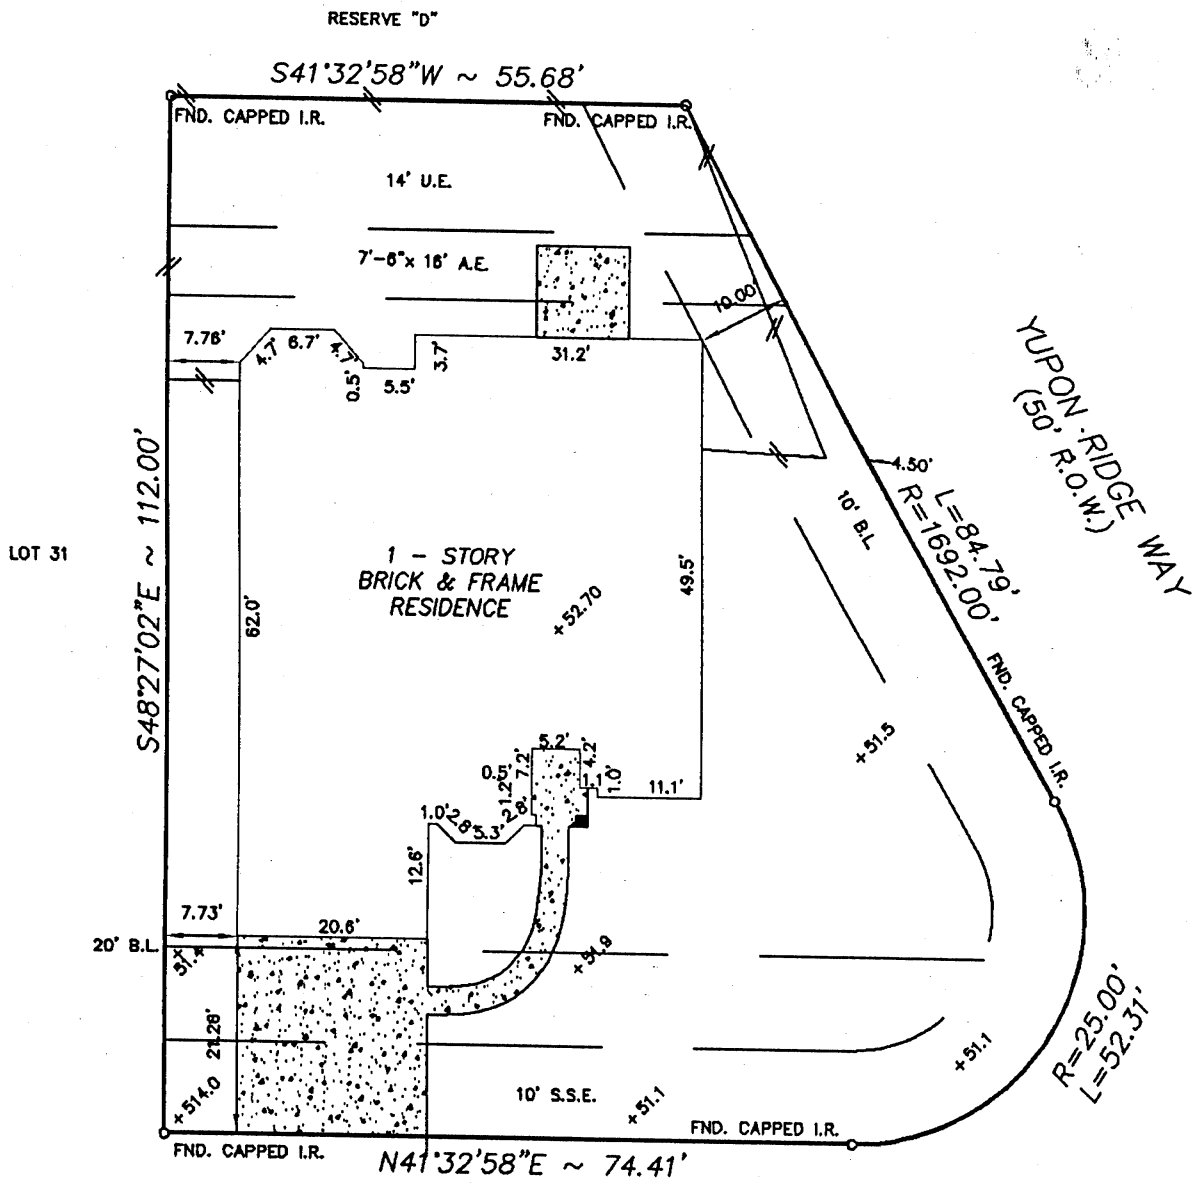 RESERVE "D"
S41°32'58"W ~ 55.68'
FND. CAPPED I.R.
FND. CAPPED I.R.
14' U.E.
7'-6"x 16' A.E.
10.00'
7.76'
4.7'
6.7'
4.7'
0.5'
5.5'
3.7'
31.2'
YUPON RIDGE WAY
(50' R.O.W.)
4.50'
L=84.79'
R=1692.00'
10' B.L.
S48°27'02"E ~ 112.00'
LOT 31
1 - STORY
BRICK & FRAME
RESIDENCE
+52.70
49.5'
62.0'
FND. CAPPED I.R.
+51.5
5.2'
4.2'
7.2'
0.5'
1.2'
1.1'
1.0'
11.1'
1.0'
2.8'
5.3'
2.8'
12.6'
7.73'
20.6'
20' B.L.
+51.9
21.28'
+51.1
R=25.00'
L=52.31'
+514.0
10' S.S.E.
+51.1
FND. CAPPED I.R.
FND. CAPPED I.R.
N41°32'58"E ~ 74.41'